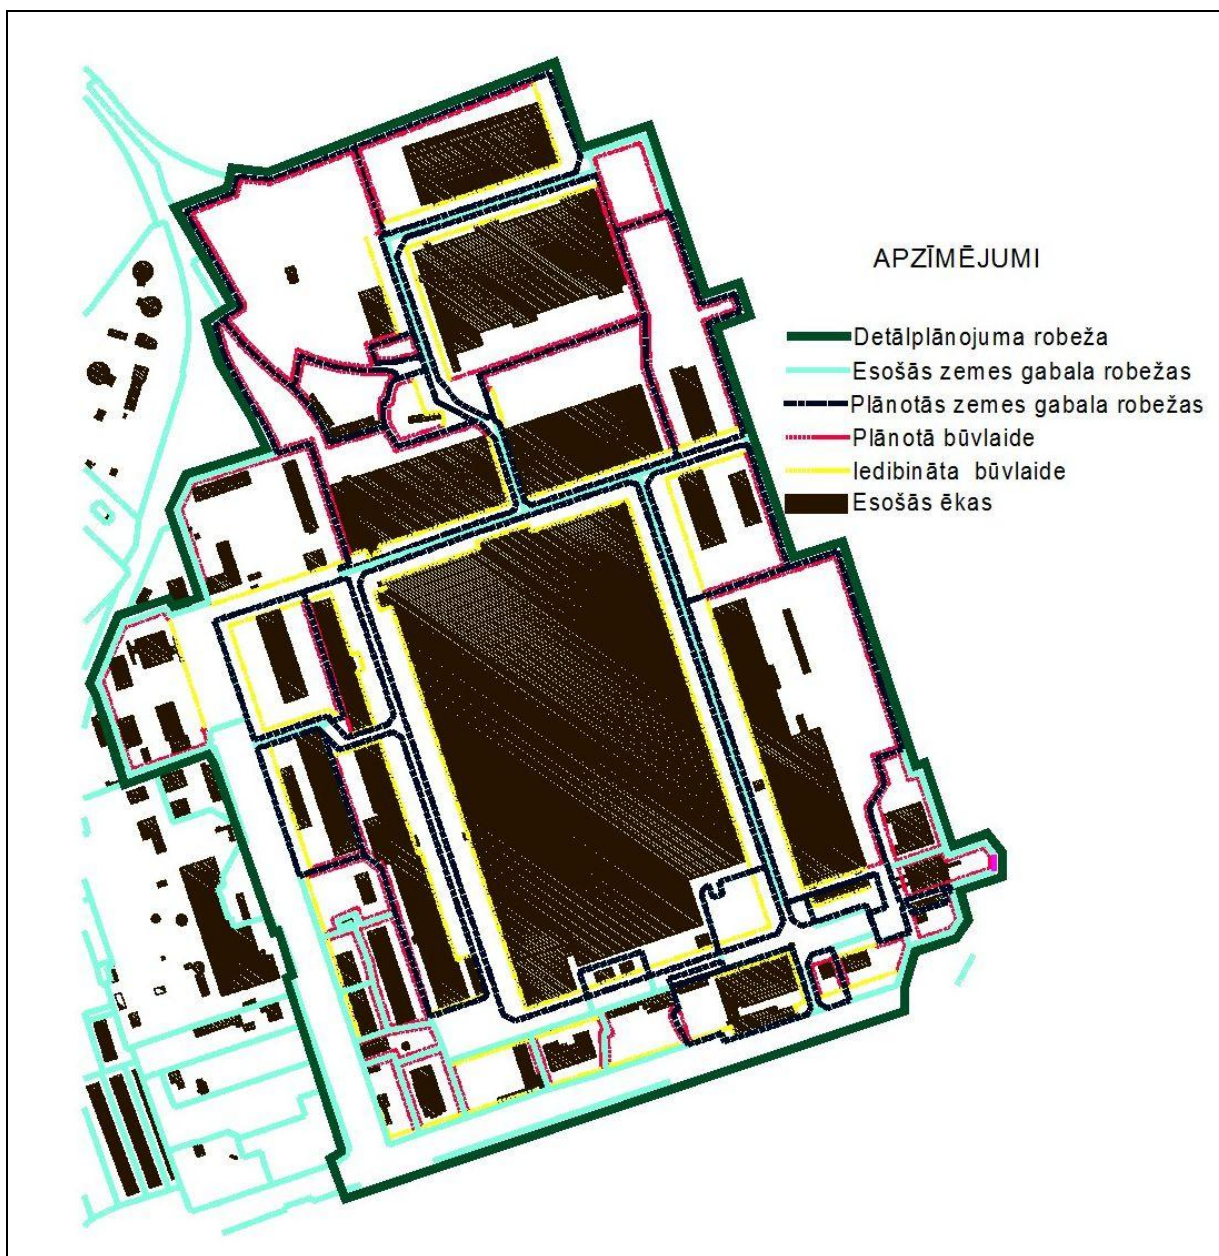 APZĪMĒJUMI
Detālplānojuma robeža
Esošās zemes gabala robežas
Plānotās zemes gabala robežas
Plānotā būvlaide
Iedibināta būvlaide
Esošās ēkas